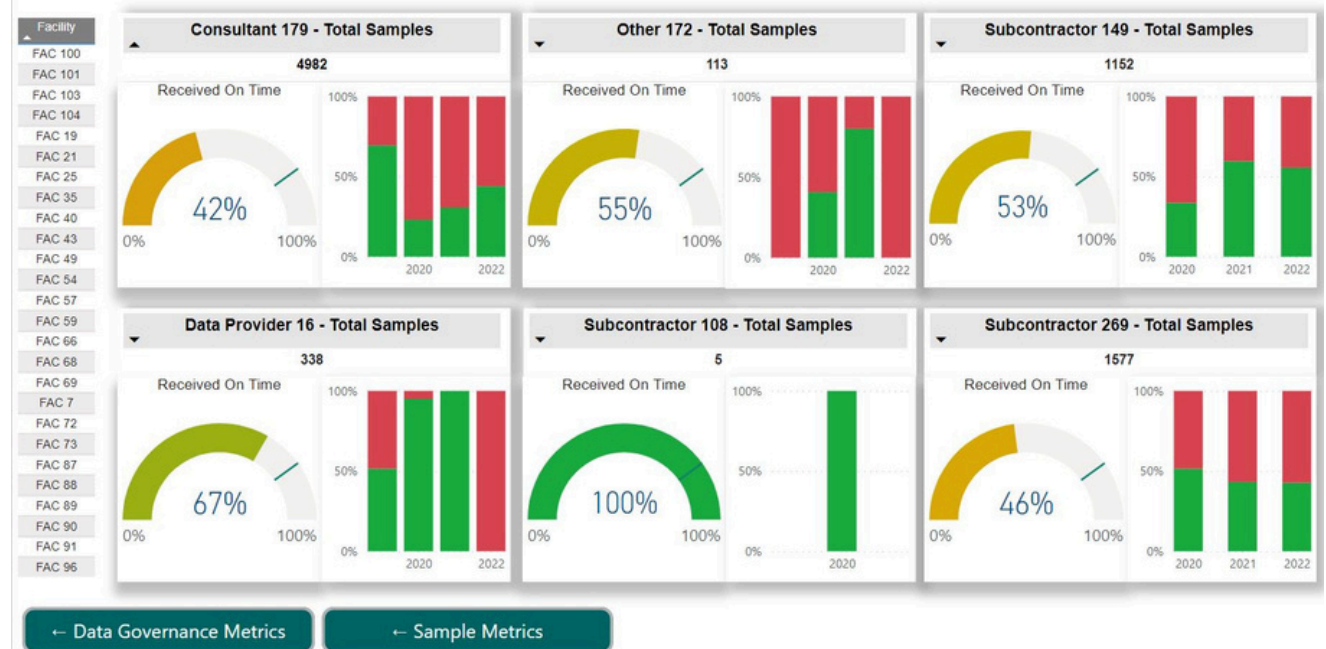 Facility
FAC 100
FAC 101
FAC 103
FAC 104
FAC 19
FAC 21
FAC 25
FAC 35
FAC 40
FAC 43
FAC 49
FAC 54
FAC 57
FAC 59
FAC 66
FAC 68
FAC 69
FAC 7
FAC 72
FAC 73
FAC 87
FAC 88
FAC 89
FAC 90
FAC 91
FAC 96
Consultant 179 - Total Samples
4982
Received On Time
42%
0%
100%
100%
50%
0%
2020
2022
Other 172 - Total Samples
113
Received On Time
55%
0%
100%
100%
50%
0%
2020
2022
Subcontractor 149 - Total Samples
1152
Received On Time
53%
0%
100%
100%
50%
0%
2020
2021
2022
Data Provider 16 - Total Samples
338
Received On Time
67%
0%
100%
100%
50%
0%
2020
2022
Subcontractor 108 - Total Samples
5
Received On Time
100%
0%
100%
100%
50%
0%
2020
Subcontractor 269 - Total Samples
1577
Received On Time
46%
0%
100%
100%
50%
0%
2020
2021
2022
← Data Governance Metrics
← Sample Metrics